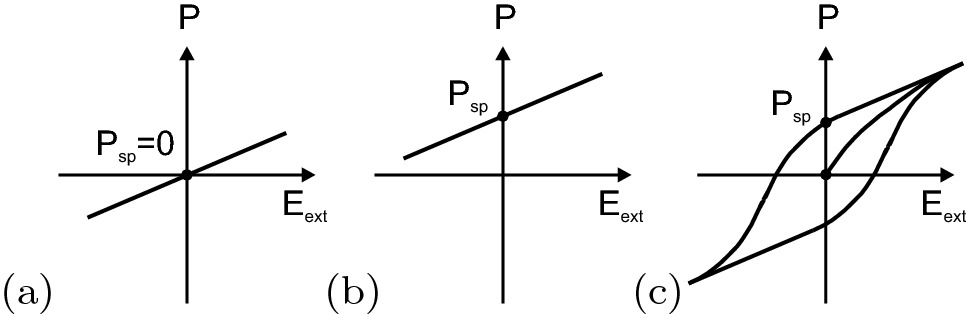 P
P_sp=0
E_ext
(a)
P
P_sp
E_ext
(b)
P
P_sp
E_ext
(c)